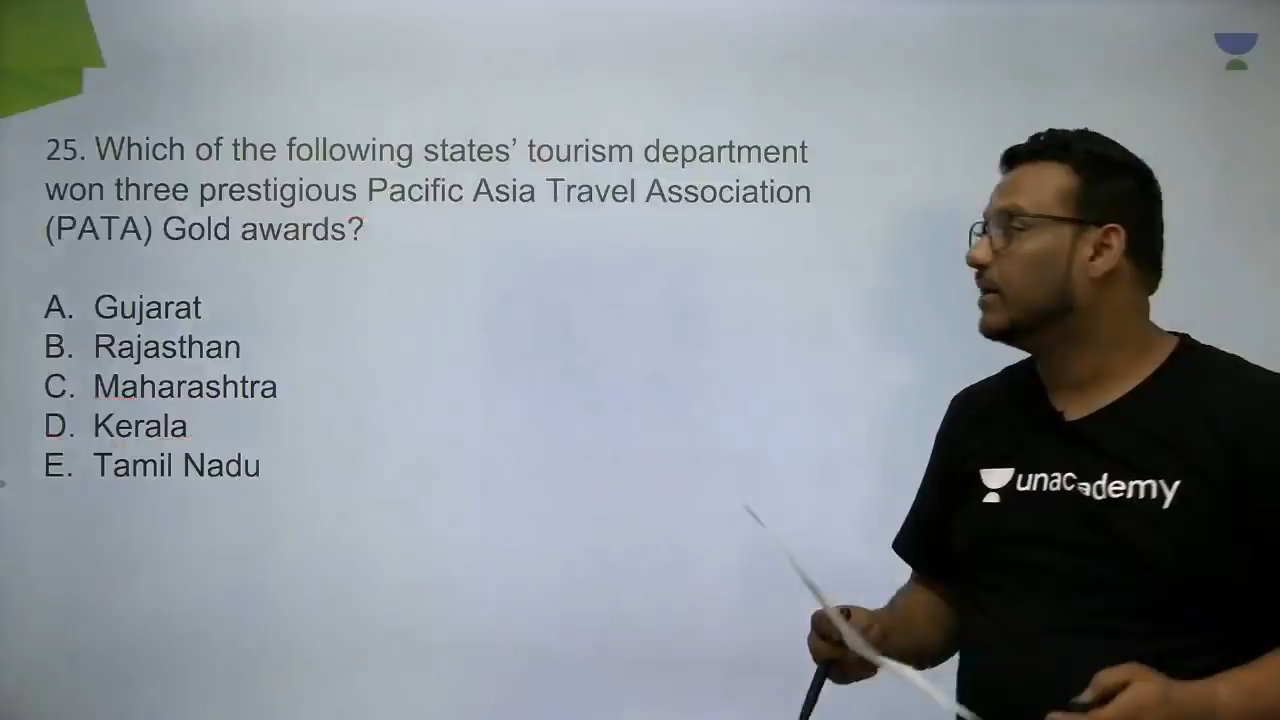 25. Which of the following states’ tourism department
won three prestigious Pacific Asia Travel Association
(PATA) Gold awards?
A. Gujarat
B. Rajasthan
C. Maharashtra
D. Kerala
E. Tamil Nadu
unacademy